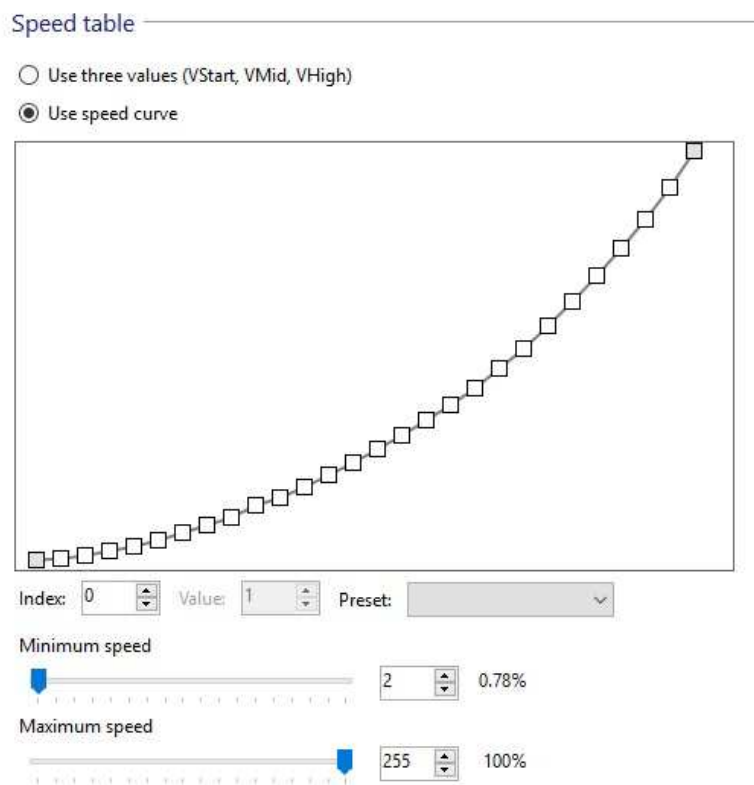 Speed table
Use three values (VStart, VMid, VHigh)
Use speed curve
Index: 0 Value: 1 Preset:
Minimum speed
2 0.78%
Maximum speed
255 100%